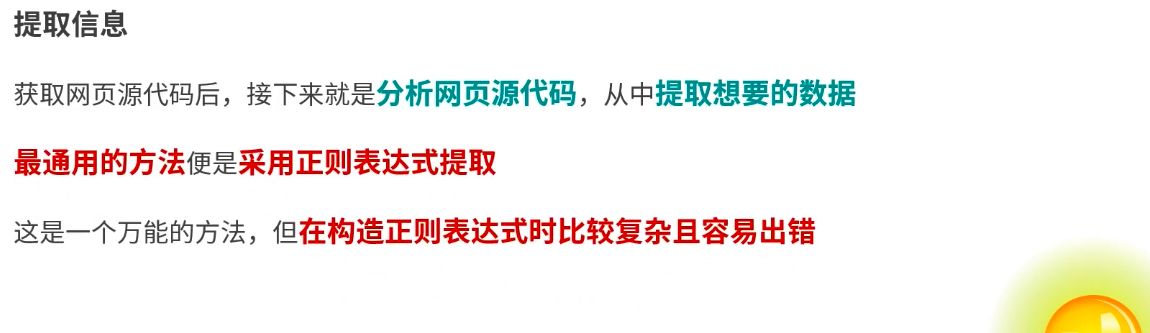 提取信息
获取网页源代码后，接下来就是分析网页源代码，从中提取想要的数据
最通用的方法便是采用正则表达式提取
这是一个万能的方法，但在构造正则表达式时比较复杂且容易出错